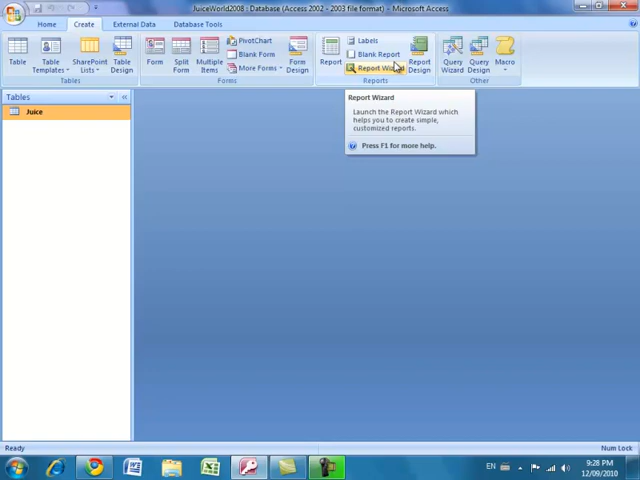 JuiceWorld2008 : Database (Access 2002 - 2003 file format) - Microsoft Access
Home Create External Data Database Tools
Table Table Templates SharePoint Lists Table Design
Tables
Form Split Form Multiple Items PivotChart Blank Form More Forms Form Design
Forms
Report Labels Blank Report Report Wizard Report Design
Reports
Query Wizard Query Design Macro
Other
Tables
Juice
Report Wizard
Launch the Report Wizard which
helps you to create simple,
customized reports.
Press F1 for more help.
Ready
Num Lock
EN
9:28 PM
12/09/2010